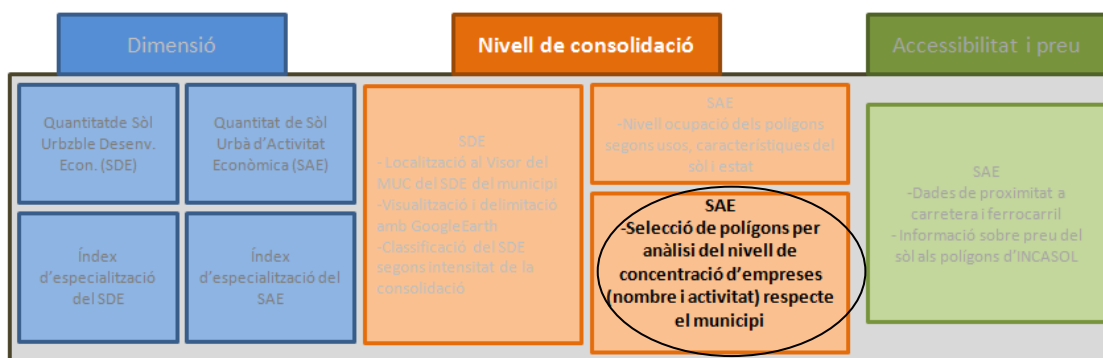 Dimensió
Nivell de consolidació
Accessibilitat i preu
Quantitatde Sòl
Urbzble Desenv.
Econ. (SDE)
Quantitat de Sòl
Urbà d'Activitat
Econòmica (SAE)
Índex
d'especialització
del SDE
Índex
d'especialització del
SAE
SDE
-Localització al Visor del
MUC del SDE del municipi
-Visualització i delimitació
amb GoogleEarth
-Classificació del SDE
segons intensitat de la
consolidació
SAE
-Nivell ocupació dels polígons
segons usos, característiques del
sòl i estat
SAE
-Selecció de polígons per
anàlisi del nivell de
concentració d'empreses
(nombre i activitat) respecte
el municipi
SAE
-Dades de proximitat a
carretera i ferrocarril
- Informació sobre preu del
sòl als polígons d'INCASOL